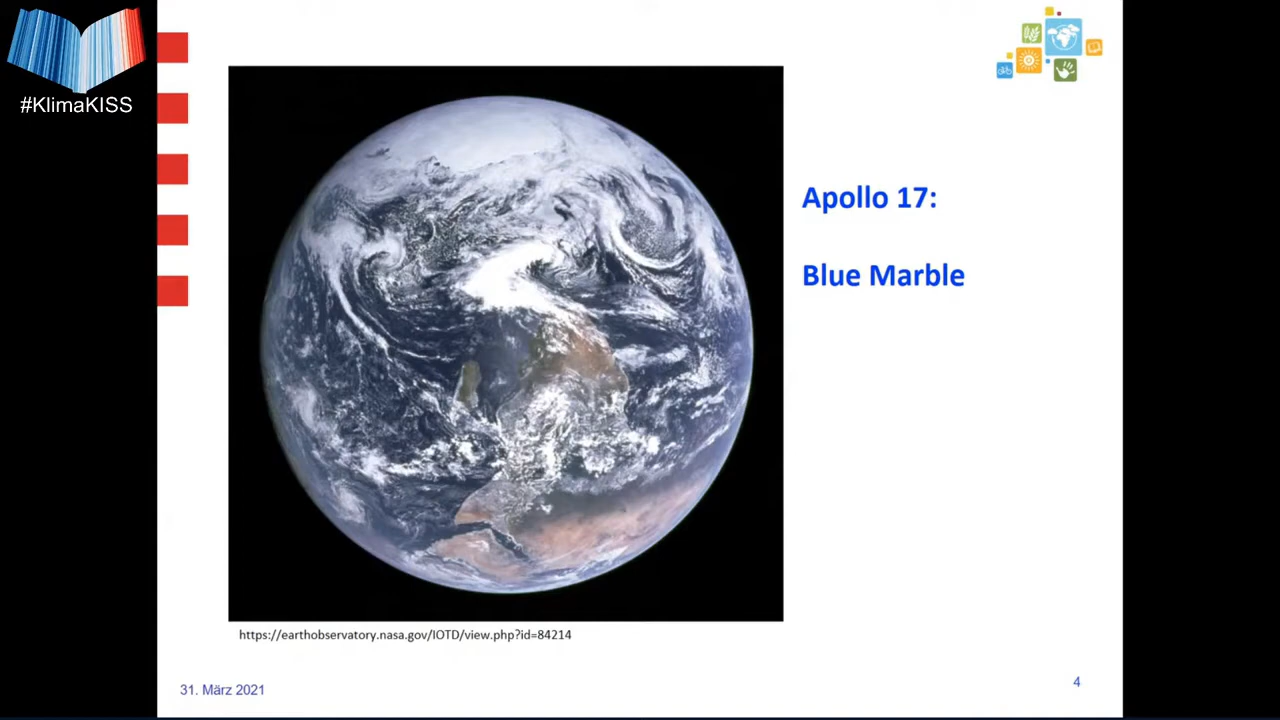 #KlimaKISS
Apollo 17:
Blue Marble
https://earthobservatory.nasa.gov/IOTD/view.php?id=84214
31. März 2021
4